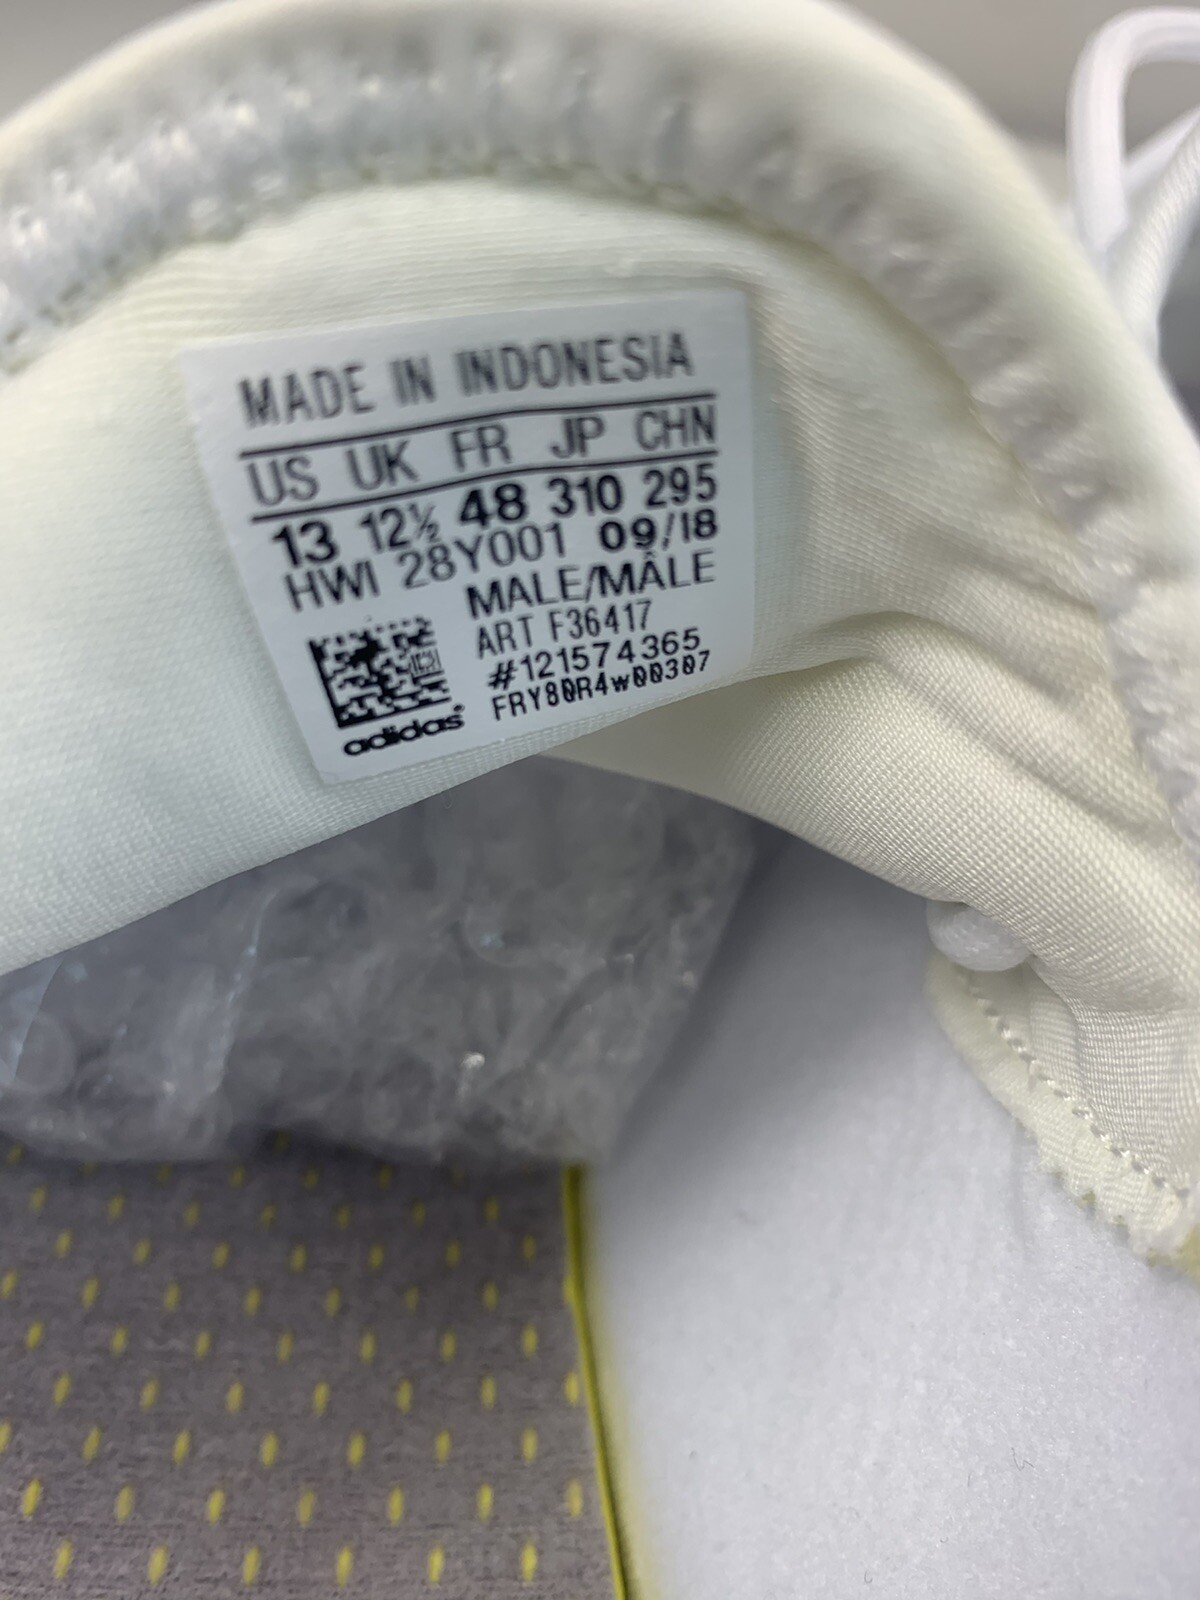 MADE IN INDONESIA
US UK FR JP CHN
13 12½ 48 310 295
HWI 28Y001 09/18
MALE/MÂLE
ART F36417
#121574365
FRY80R4w00307
adidas